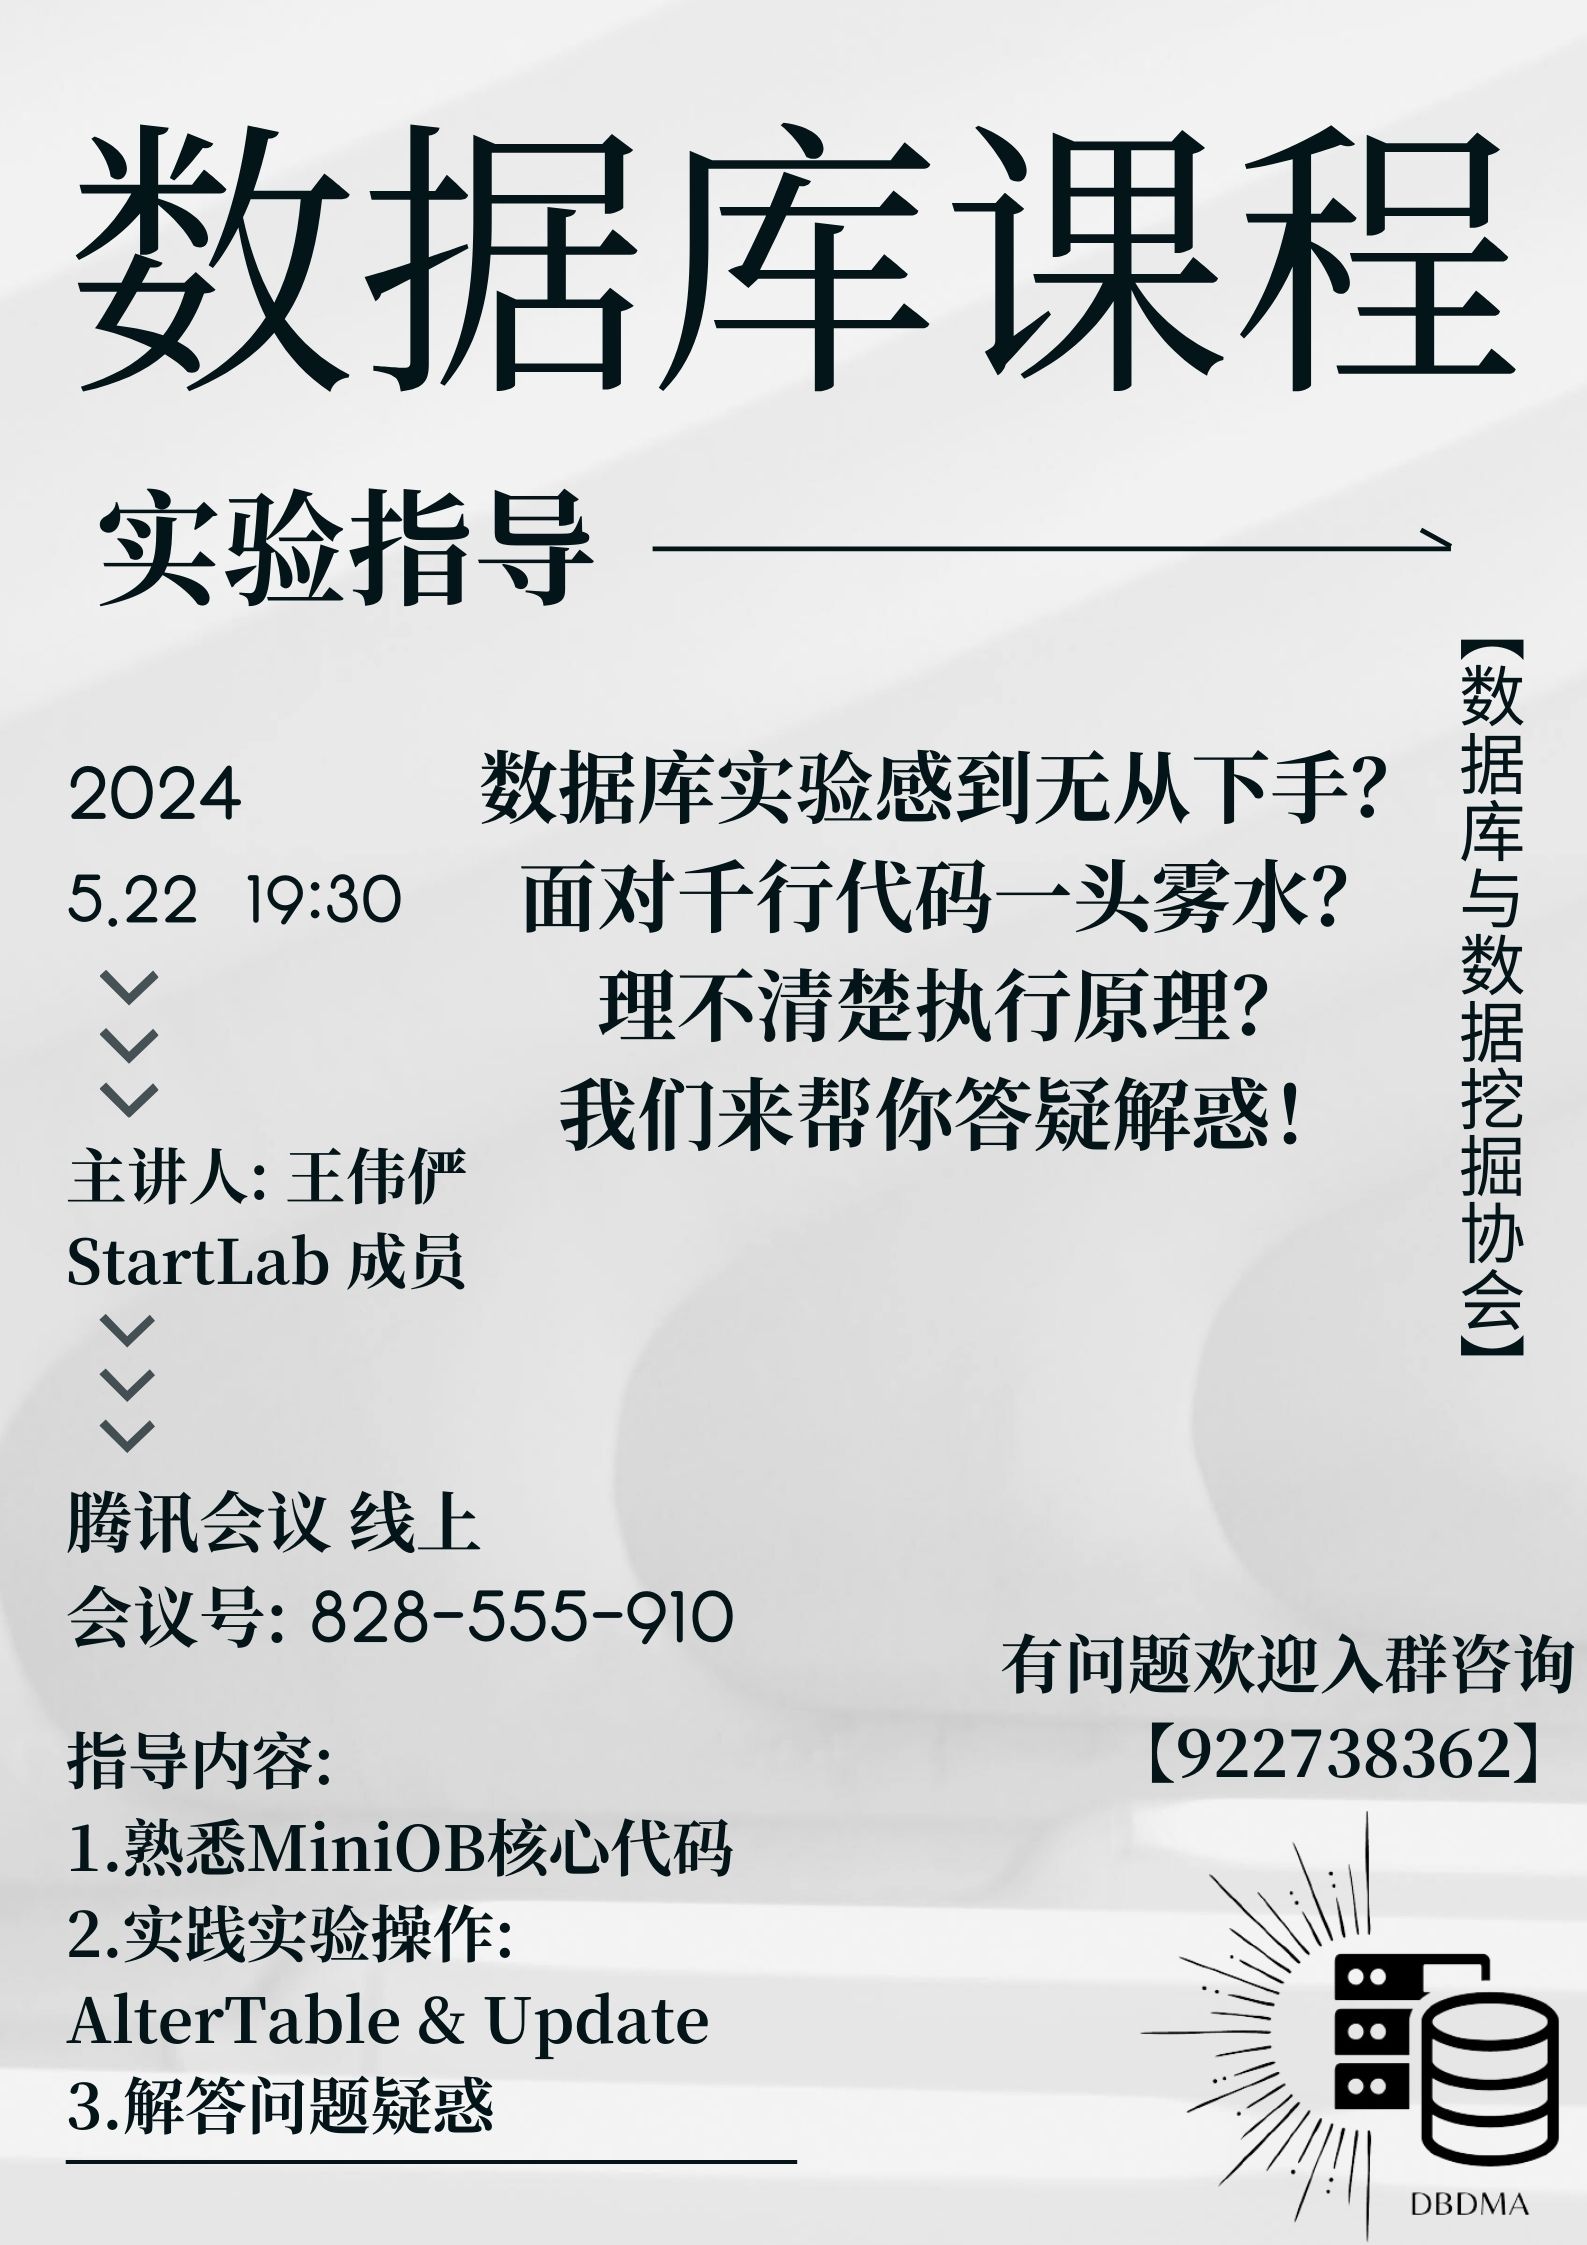 数据库课程
实验指导
【数据库与数据挖掘协会】
2024
5.22 19:30
数据库实验感到无从下手?
面对千行代码一头雾水?
理不清楚执行原理?
我们来帮你答疑解惑!
主讲人: 王伟俨
StartLab 成员
腾讯会议 线上
会议号: 828-555-910
有问题欢迎入群咨询
【922738362】
指导内容:
1.熟悉MiniOB核心代码
2.实践实验操作:
AlterTable & Update
3.解答问题疑惑
DBDMA